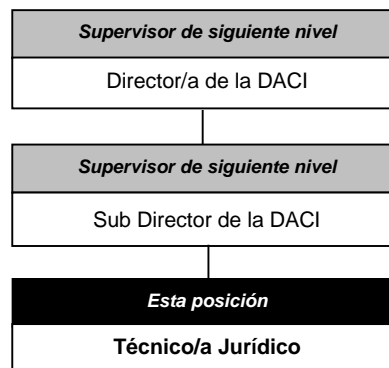 Supervisor de siguiente nivel
Director/a de la DACI
Supervisor de siguiente nivel
Sub Director de la DACI
Esta posición
Técnico/a Jurídico